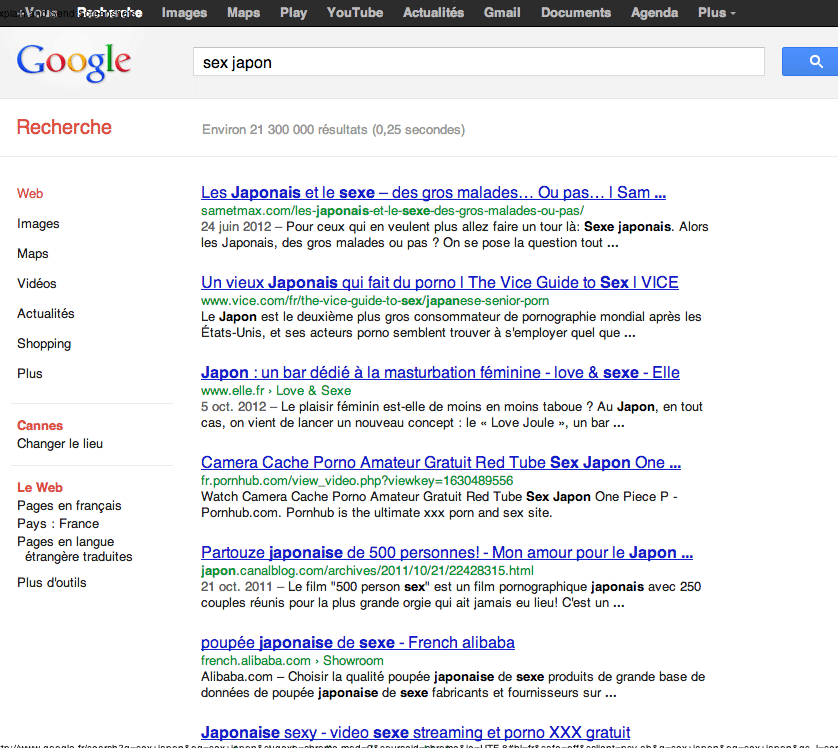 +Vous Recherche Images Maps Play YouTube Actualités Gmail Documents Agenda Plus
Google
sex japon
Recherche
Environ 21 300 000 résultats (0,25 secondes)
Web
Images
Maps
Vidéos
Actualités
Shopping
Plus
Cannes
Changer le lieu
Le Web
Pages en français
Pays : France
Pages en langue
étrangère traduites
Plus d'outils
Les Japonais et le sexe – des gros malades… Ou pas… | Sam ...
sametmax.com/les-japonais-et-le-sexe-des-gros-malades-ou-pas/
24 juin 2012 – Pour ceux qui en veulent plus allez faire un tour là: Sexe japonais. Alors
les Japonais, des gros malades ou pas ? On se pose la question tout ...
Un vieux Japonais qui fait du porno | The Vice Guide to Sex | VICE
www.vice.com/fr/the-vice-guide-to-sex/japanese-senior-porn
Le Japon est le deuxième plus gros consommateur de pornographie mondial après les
États-Unis, et ses acteurs porno semblent trouver à s'employer quel que ...
Japon : un bar dédié à la masturbation féminine - love & sexe - Elle
www.elle.fr › Love & Sexe
5 oct. 2012 – Le plaisir féminin est-elle de moins en moins taboue ? Au Japon, en tout
cas, on vient de lancer un nouveau concept : le « Love Joule », un bar ...
Camera Cache Porno Amateur Gratuit Red Tube Sex Japon One ...
fr.pornhub.com/view_video.php?viewkey=1630489556
Watch Camera Cache Porno Amateur Gratuit Red Tube Sex Japon One Piece P -
Pornhub.com. Pornhub is the ultimate xxx porn and sex site.
Partouze japonaise de 500 personnes! - Mon amour pour le Japon ...
japon.canalblog.com/archives/2011/10/21/22428315.html
21 oct. 2011 – Le film "500 person sex" est un film pornographique japonais avec 250
couples réunis pour la plus grande orgie qui ait jamais eu lieu! C'est un ...
poupée japonaise de sexe - French alibaba
french.alibaba.com › Showroom
Alibaba.com – Choisir la qualité poupée japonaise de sexe produits de grande base de
données de poupée japonaise de sexe fabricants et fournisseurs sur ...
Japonaise sexy - video sexe streaming et porno XXX gratuit